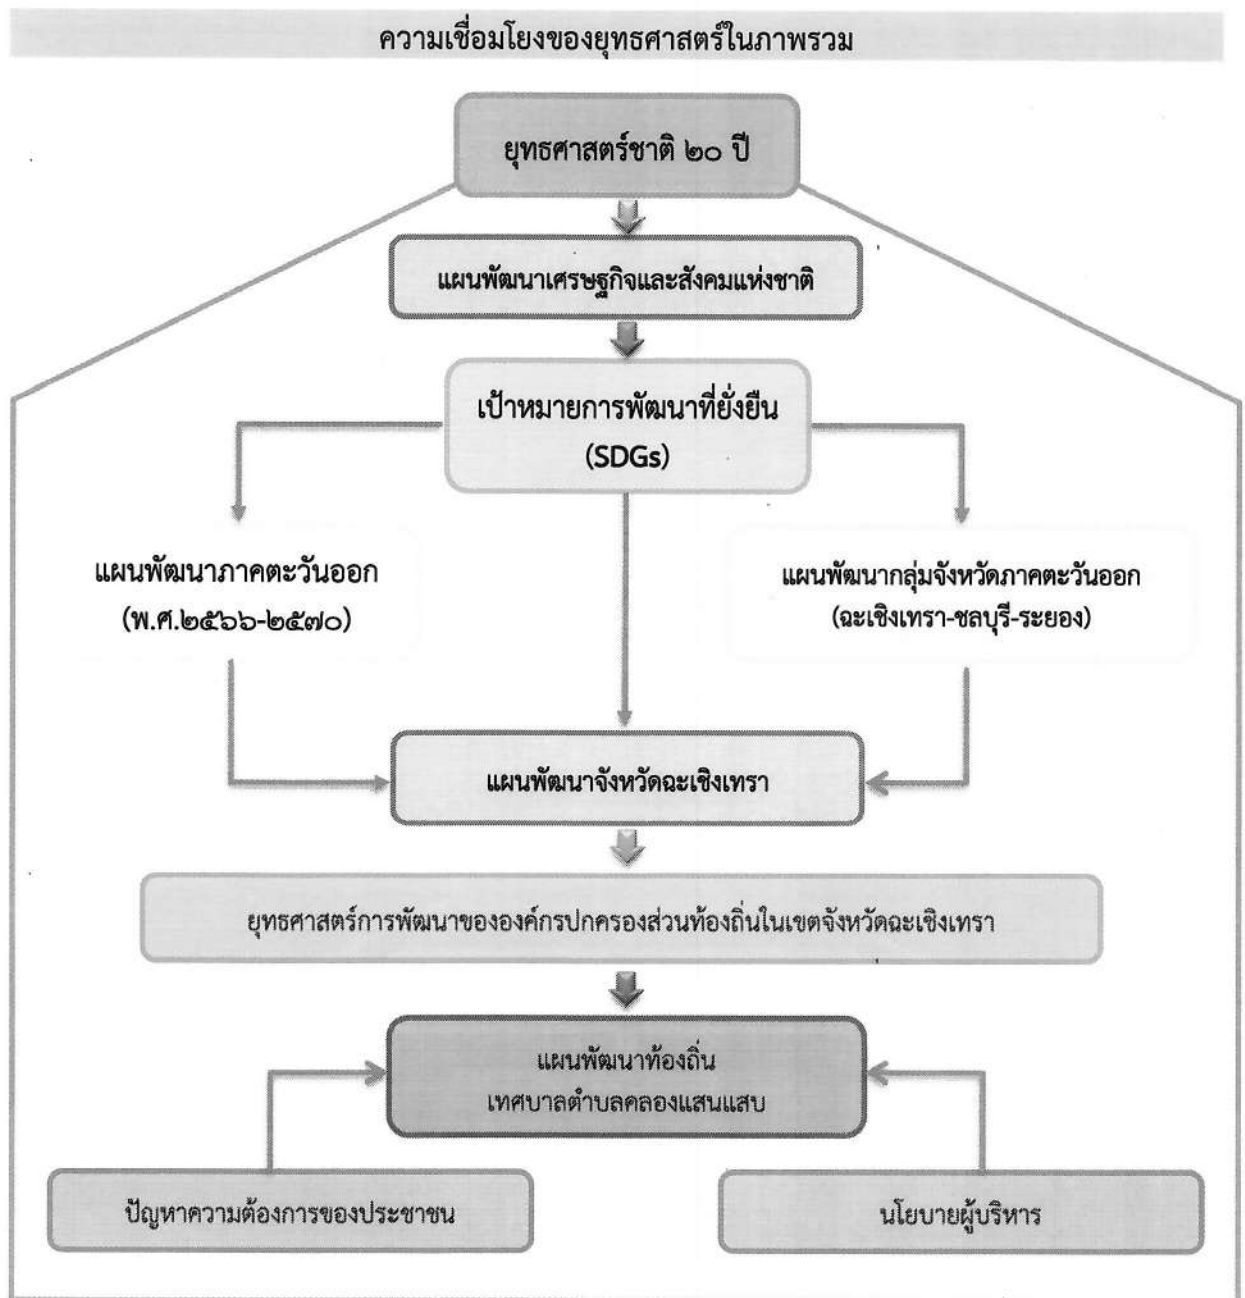 ความเชื่อมโยงของยุทธศาสตร์ในภาพรวม
ยุทธศาสตร์ชาติ ๒๐ ปี
แผนพัฒนาเศรษฐกิจและสังคมแห่งชาติ
เป้าหมายการพัฒนาที่ยั่งยืน
(SDGs)
แผนพัฒนาภาคตะวันออก
(พ.ศ.๒๕๖๖-๒๕๗๐)
แผนพัฒนากลุ่มจังหวัดภาคตะวันออก
(ฉะเชิงเทรา-ชลบุรี-ระยอง)
แผนพัฒนาจังหวัดฉะเชิงเทรา
ยุทธศาสตร์การพัฒนาขององค์กรปกครองส่วนท้องถิ่นในเขตจังหวัดฉะเชิงเทรา
แผนพัฒนาท้องถิ่น
เทศบาลตำบลคลองแสนแสบ
ปัญหาความต้องการของประชาชน
นโยบายผู้บริหาร